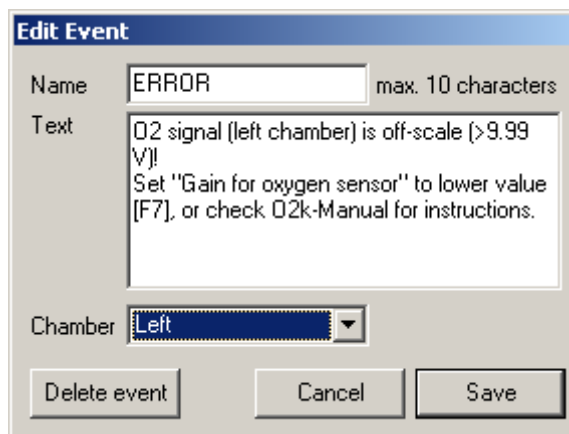 Edit Event
Name ERROR max. 10 characters
Text
O2 signal (left chamber) is off-scale (>9.99
V)!
Set "Gain for oxygen sensor" to lower value
[F7], or check O2k-Manual for instructions.
Chamber Left
Delete event Cancel Save